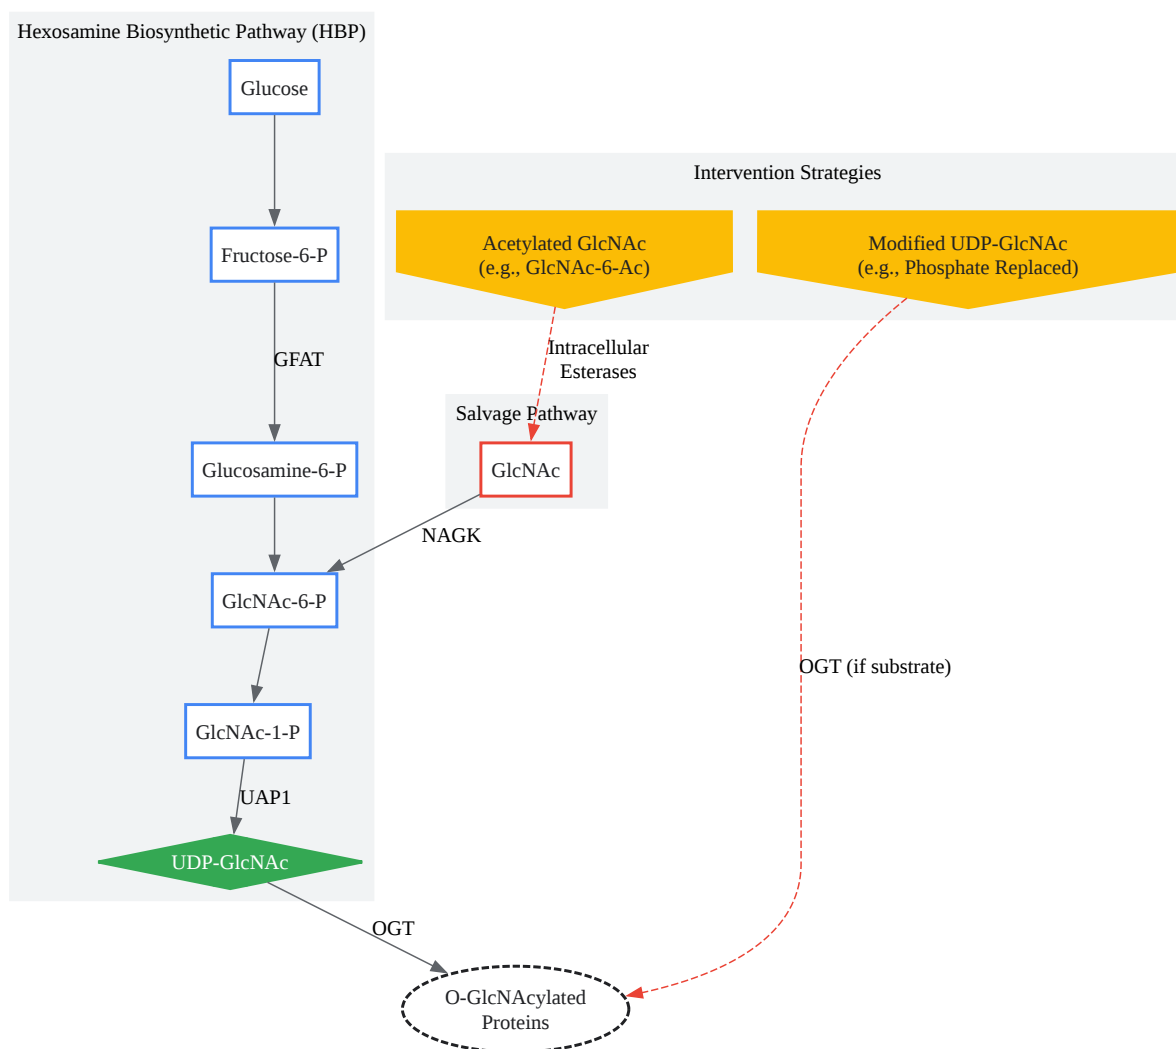 Hexosamine Biosynthetic Pathway (HBP)
Glucose
Fructose-6-P
GFAT
Glucosamine-6-P
GlcNAc-6-P
GlcNAc-1-P
UAP1
UDP-GlcNAc
Intervention Strategies
Acetylated GlcNAc
(e.g., GlcNAc-6-Ac)
Modified UDP-GlcNAc
(e.g., Phosphate Replaced)
Intracellular
Esterases
Salvage Pathway
GlcNAc
NAGK
OGT (if substrate)
OGT
O-GlcNAcylated
Proteins